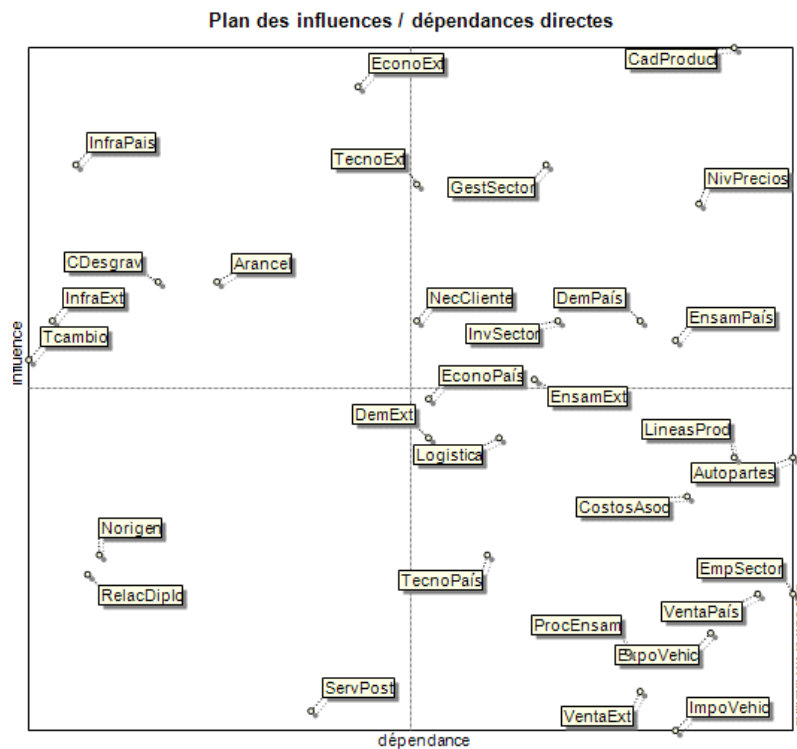 Plan des influences / dépendances directes
EconoExt
CadProduct
InfraPais
TecnoExt
GestSector
NivPrecios
CDesgrav
Arancel
InfraExt
NecCliente
DemPaís
Tcambio
InvSector
EnsamPaís
influence
EconoPaís
EnsamExt
DemExt
LineasProd
Logistica
Autopartes
CostosAsoc
Norigen
TecnoPaís
EmpSector
RelacDiplo
VentaPaís
ProcEnsam
ExpoVehic
ServPost
VentaExt
ImpoVehic
dépendance